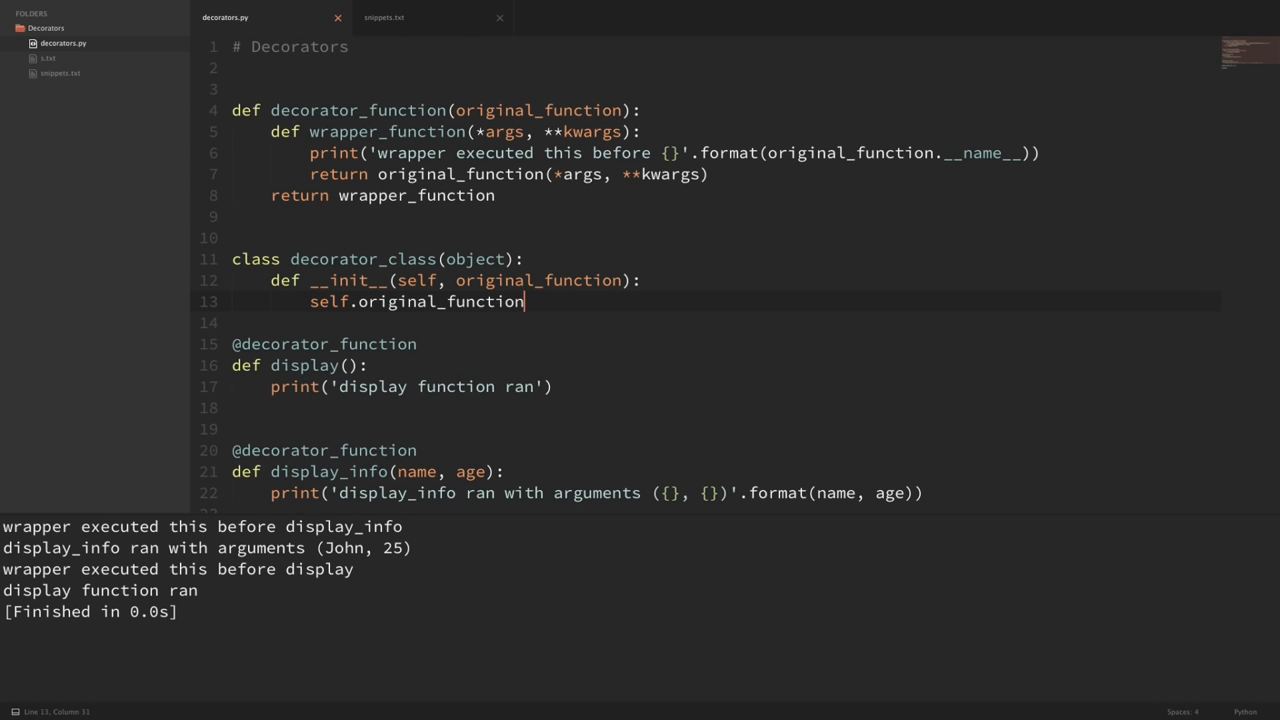 FOLDERS
Decorators
decorators.py
s.txt
snippets.txt
decorators.py
snippets.txt
1 # Decorators
2
3
4 def decorator_function(original_function):
5     def wrapper_function(*args, **kwargs):
6         print('wrapper executed this before {}'.format(original_function.__name__))
7         return original_function(*args, **kwargs)
8     return wrapper_function
9
10
11 class decorator_class(object):
12     def __init__(self, original_function):
13         self.original_function
14
15 @decorator_function
16 def display():
17     print('display function ran')
18
19
20 @decorator_function
21 def display_info(name, age):
22     print('display_info ran with arguments ({}, {})'.format(name, age))
wrapper executed this before display_info
display_info ran with arguments (John, 25)
wrapper executed this before display
display function ran
[Finished in 0.0s]
Line 13, Column 31
Spaces: 4
Python